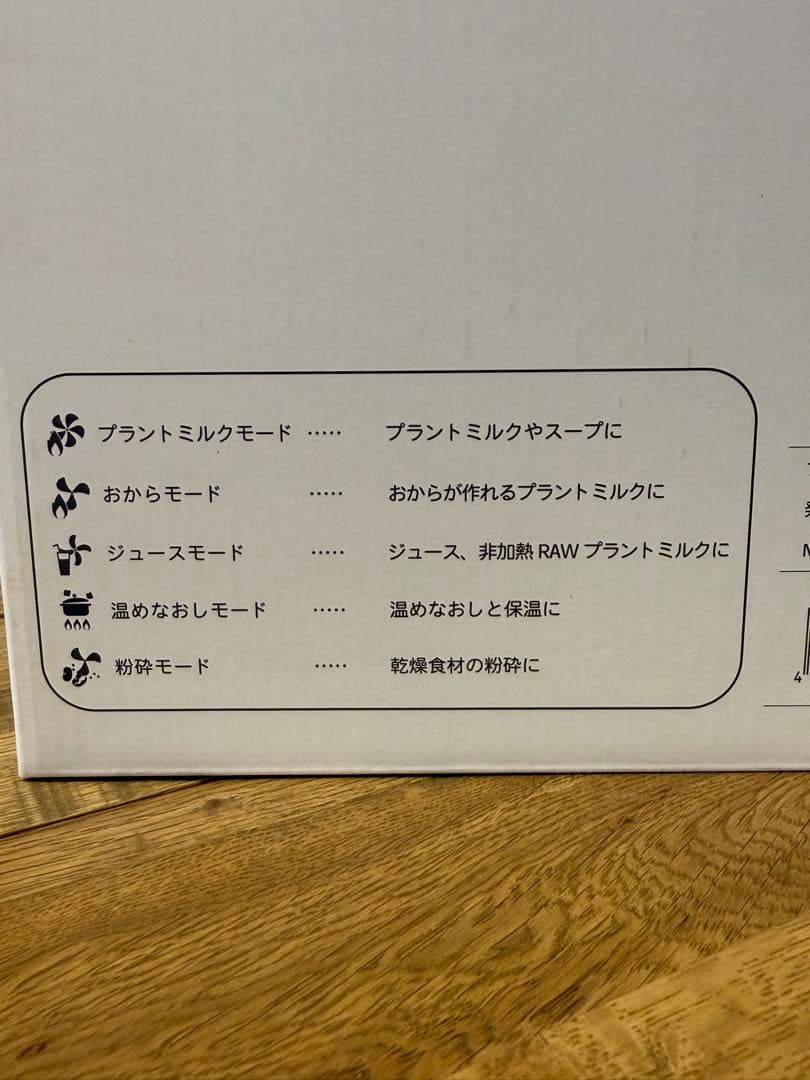 プラントミルクモード ····· プラントミルクやスープに
おからモード ····· おからが作れるプラントミルクに
ジュースモード ····· ジュース、非加熱 RAW プラントミルクに
温めなおしモード ····· 温めなおしと保温に
粉砕モード ····· 乾燥食材の粉砕に
4